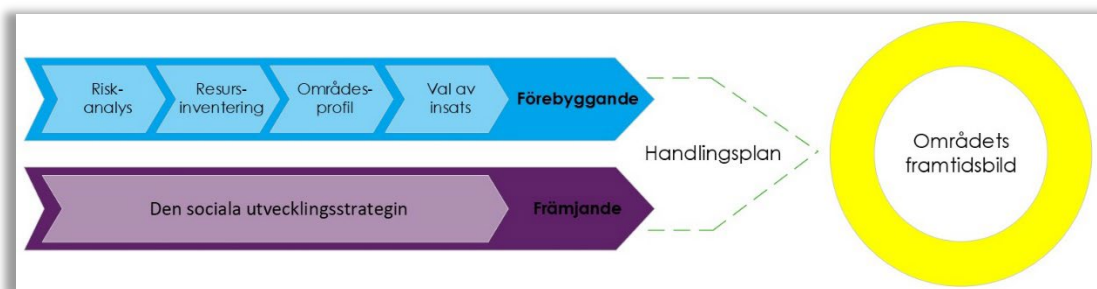 Risk-
analys
Resurs-
inventering
Områdes-
profil
Val av
insats
Förebyggande
Den sociala utvecklingsstrategin
Främjande
Handlingsplan
Områdets
framtidsbild